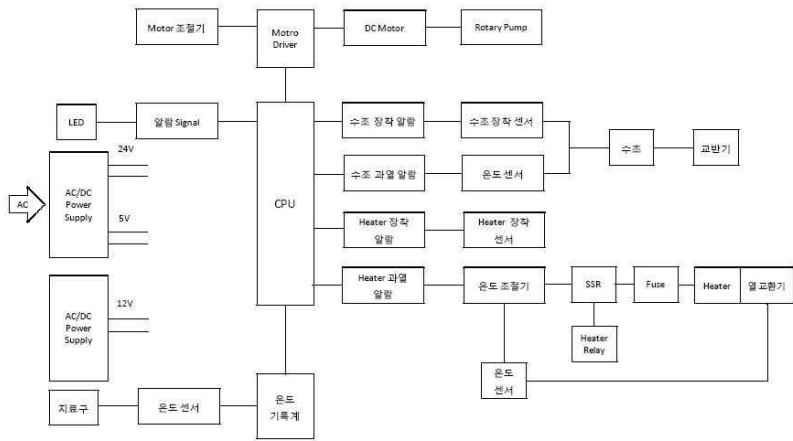 Motor 조절기
Motro
Driver
DC Motor
Rotary Pump
LED
알람 Signal
CPU
수조 장착 알람
수조 장착 센서
수조
교반기
수조 과열 알람
온도 센서
24V
AC
AC/DC
Power
Supply
5V
Heater 장착
알람
Heater 장착
센서
Heater 과열
알람
온도 조절기
SSR
Fuse
Heater
열교환기
12V
AC/DC
Power
Supply
Heater
Relay
온도
센서
지료구
온도 센서
온도
기록계